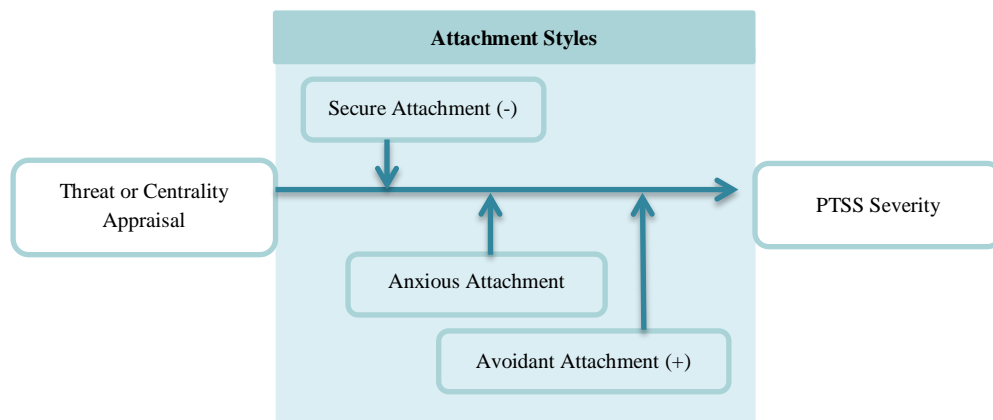 Attachment Styles
Secure Attachment (-)
Threat or Centrality
Appraisal
PTSS Severity
Anxious Attachment
Avoidant Attachment (+)